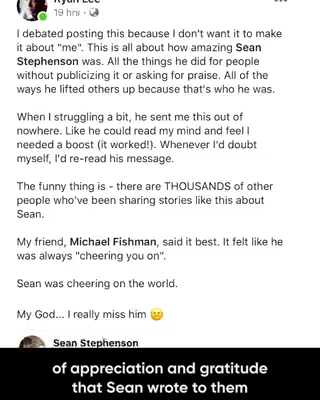 Ryan Lee
19 hrs ·
I debated posting this because I don't want it to make
it about "me". This is all about how amazing Sean
Stephenson was. All the things he did for people
without publicizing it or asking for praise. All of the
ways he lifted others up because that's who he was.
When I struggling a bit, he sent me this out of
nowhere. Like he could read my mind and feel I
needed a boost (it worked!). Whenever I'd doubt
myself, I'd re-read his message.
The funny thing is - there are THOUSANDS of other
people who've been sharing stories like this about
Sean.
My friend, Michael Fishman, said it best. It felt like he
was always "cheering you on".
Sean was cheering on the world.
My God... I really miss him 😢
Sean Stephenson
of appreciation and gratitude
that Sean wrote to them